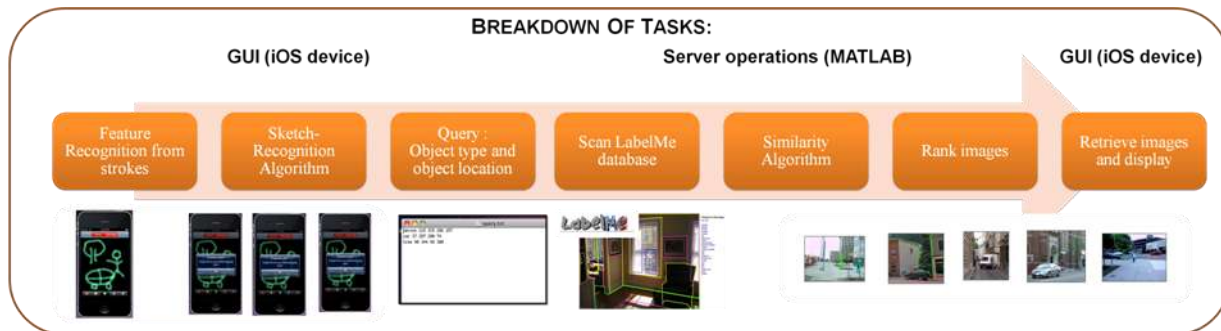 BREAKDOWN OF TASKS:
GUI (iOS device)
Server operations (MATLAB)
GUI (iOS device)
Feature
Recognition from
strokes
Sketch-
Recognition
Algorithm
Query :
Object type and
object location
Scan LabelMe
database
Similarity
Algorithm
Rank images
Retrieve images
and display
LabelMe